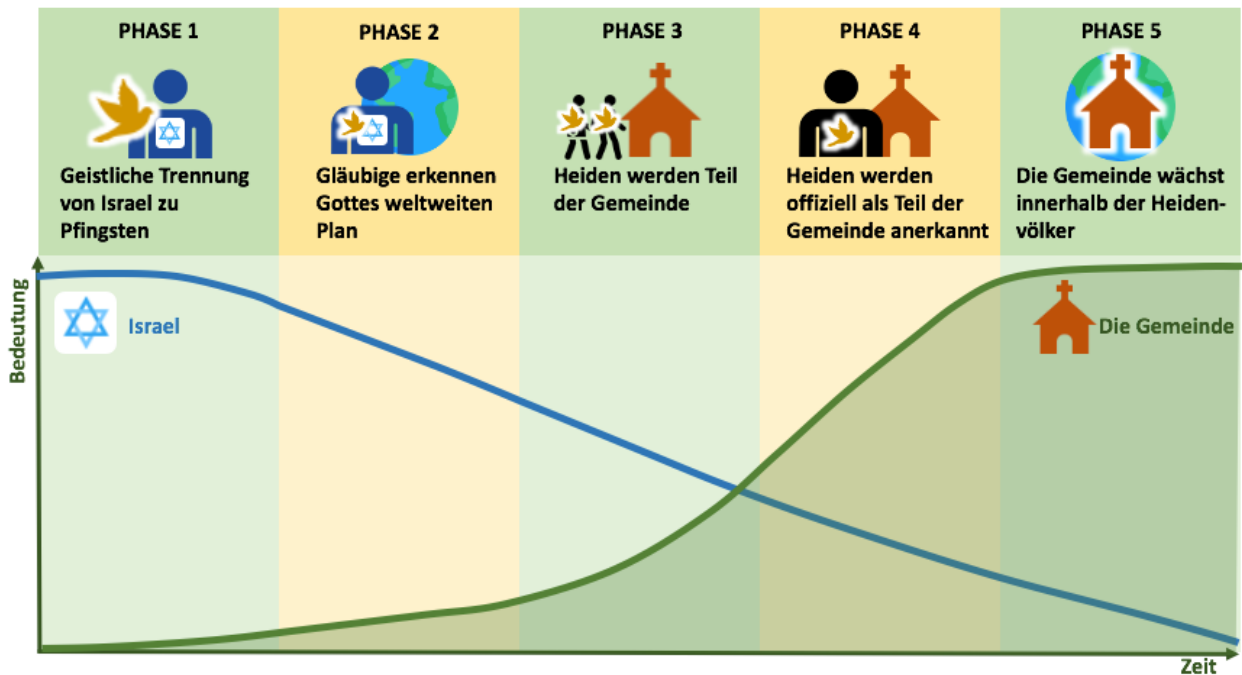 PHASE 1
Geistliche Trennung
von Israel zu
Pfingsten
PHASE 2
Gläubige erkennen
Gottes weltweiten
Plan
PHASE 3
Heiden werden Teil
der Gemeinde
PHASE 4
Heiden werden
offiziell als Teil der
Gemeinde anerkannt
PHASE 5
Die Gemeinde wächst
innerhalb der Heiden-
völker
Bedeutung
Israel
Die Gemeinde
Zeit